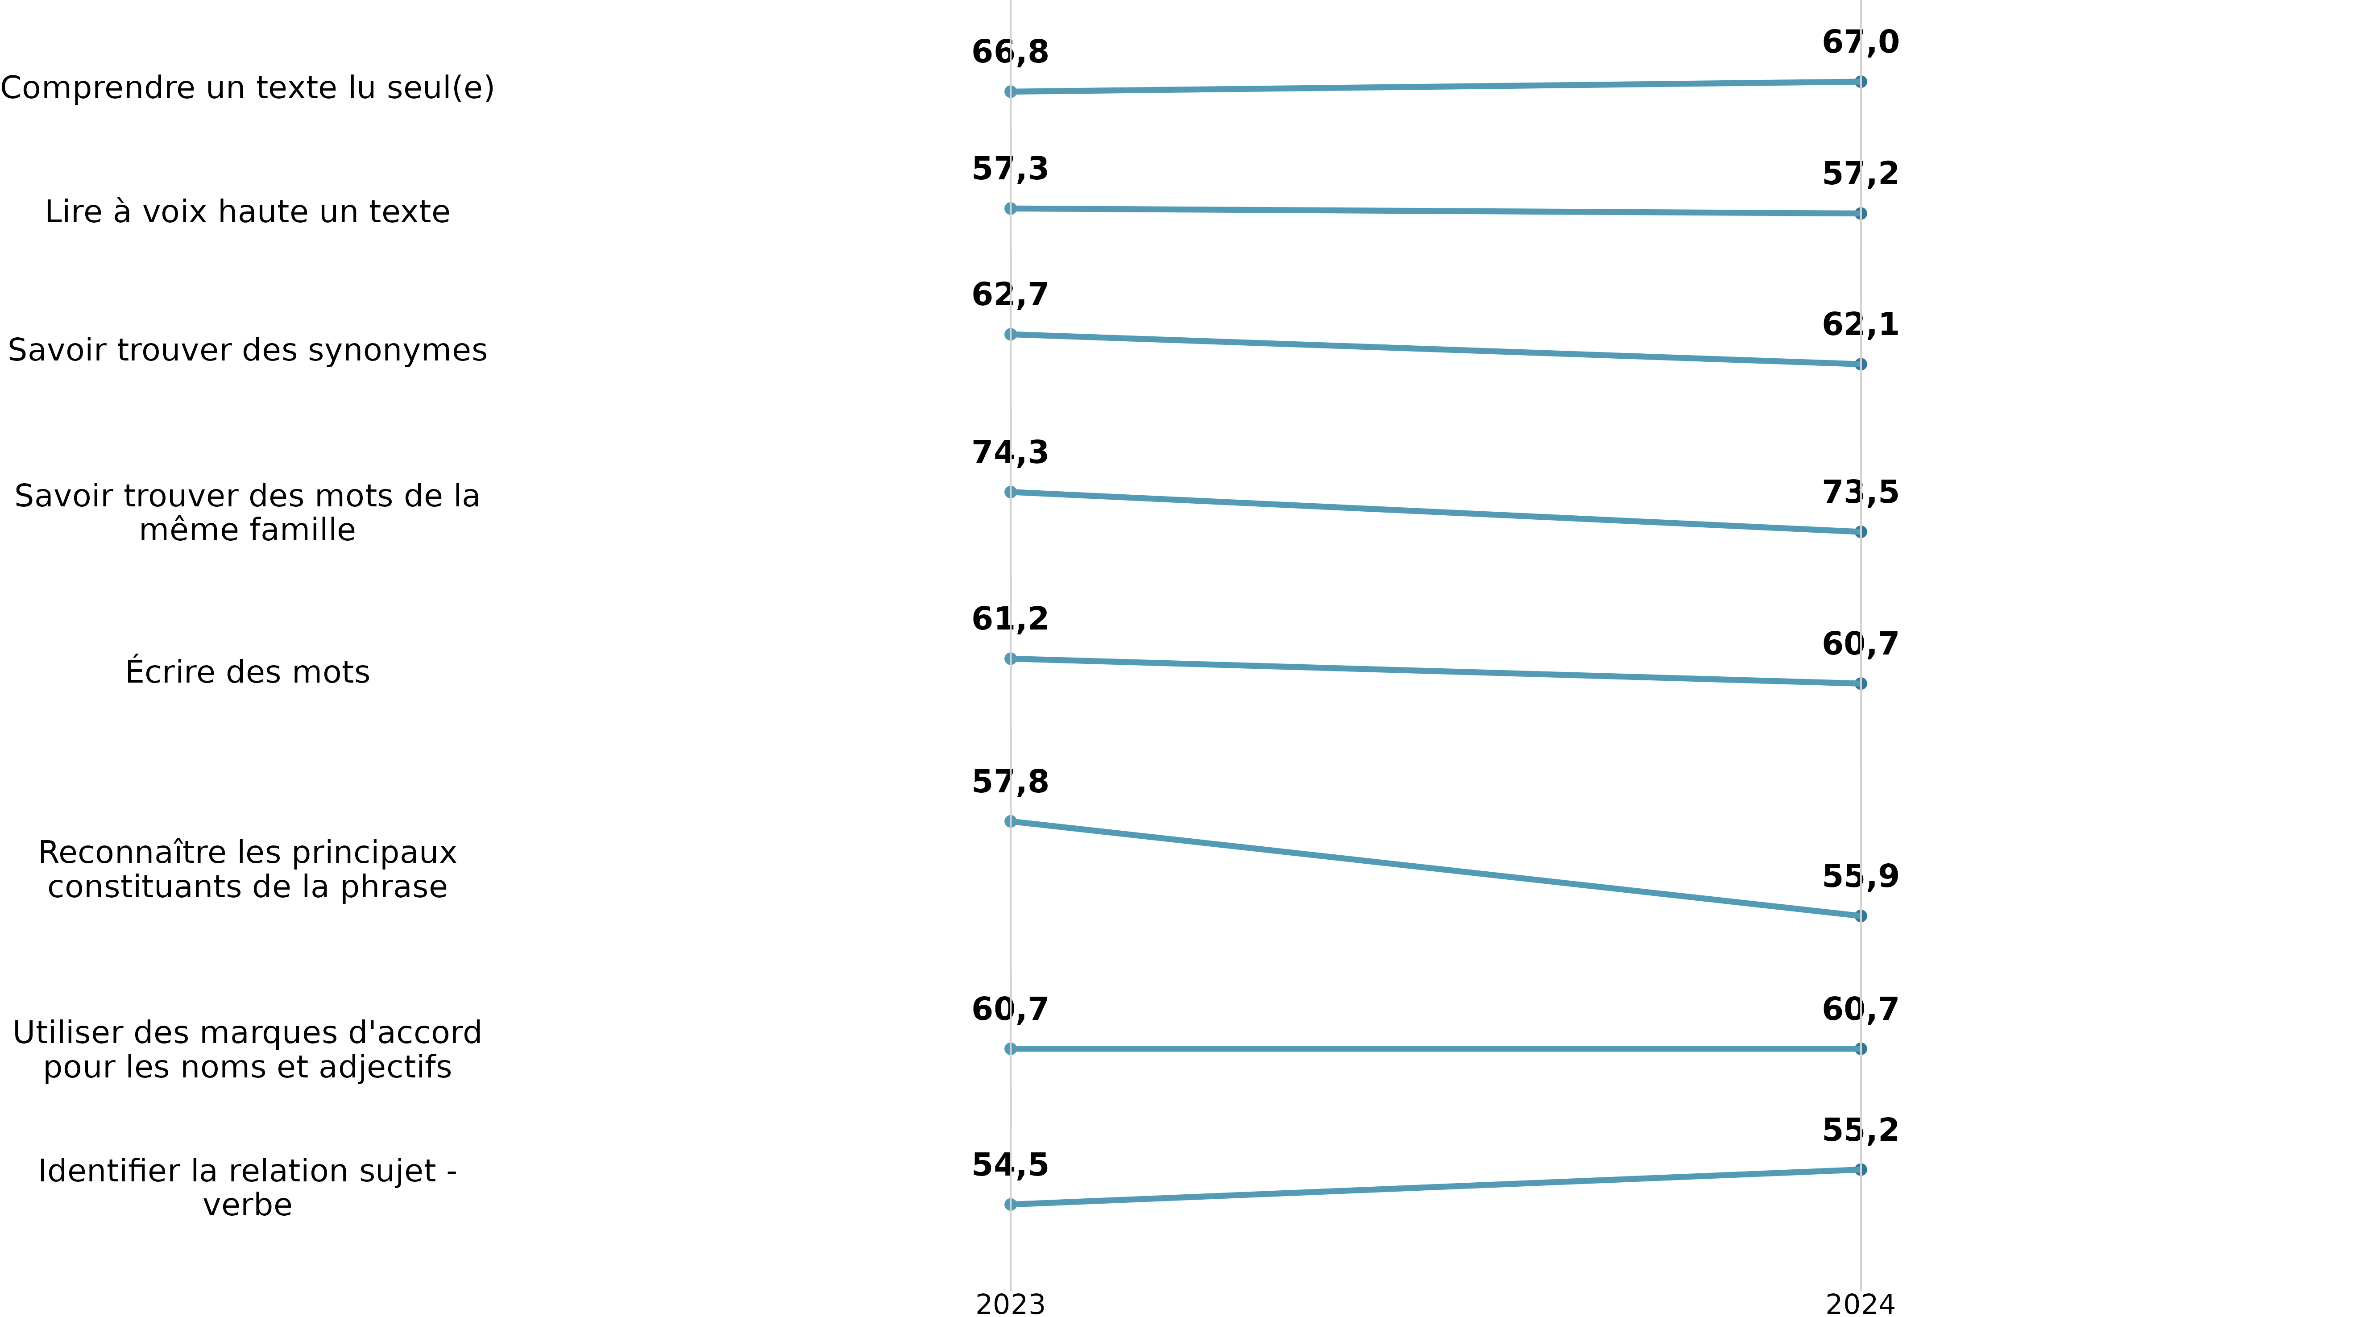 66,8
67,0
Comprendre un texte lu seul(e)
57,3
57,2
Lire à voix haute un texte
62,7
62,1
Savoir trouver des synonymes
74,3
73,5
Savoir trouver des mots de la
même famille
61,2
60,7
Écrire des mots
57,8
55,9
Reconnaître les principaux
constituants de la phrase
60,7
60,7
Utiliser des marques d'accord
pour les noms et adjectifs
54,5
55,2
Identifier la relation sujet -
verbe
2023
2024